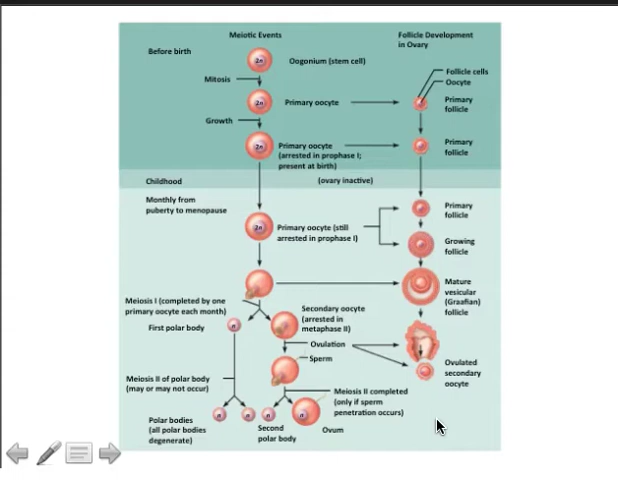 Meiotic Events
Follicle Development
in Ovary
Before birth
2n
Oogonium (stem cell)
Follicle cells
Oocyte
Mitosis
2n
Primary oocyte
Primary
follicle
Growth
2n
Primary oocyte
(arrested in prophase I;
present at birth)
Primary
follicle
Childhood
(ovary inactive)
Monthly from
puberty to menopause
Primary
follicle
2n
Primary oocyte (still
arrested in prophase I)
Growing
follicle
Mature
vesicular
(Graafian)
follicle
Meiosis I (completed by one
primary oocyte each month)
Secondary oocyte
(arrested in
metaphase II)
First polar body
n
Ovulation
Sperm
Ovulated
secondary
oocyte
Meiosis II of polar body
(may or may not occur)
Meiosis II completed
(only if sperm
penetration occurs)
n
n
n
n
Polar bodies
(all polar bodies
degenerate)
Second
polar body
Ovum